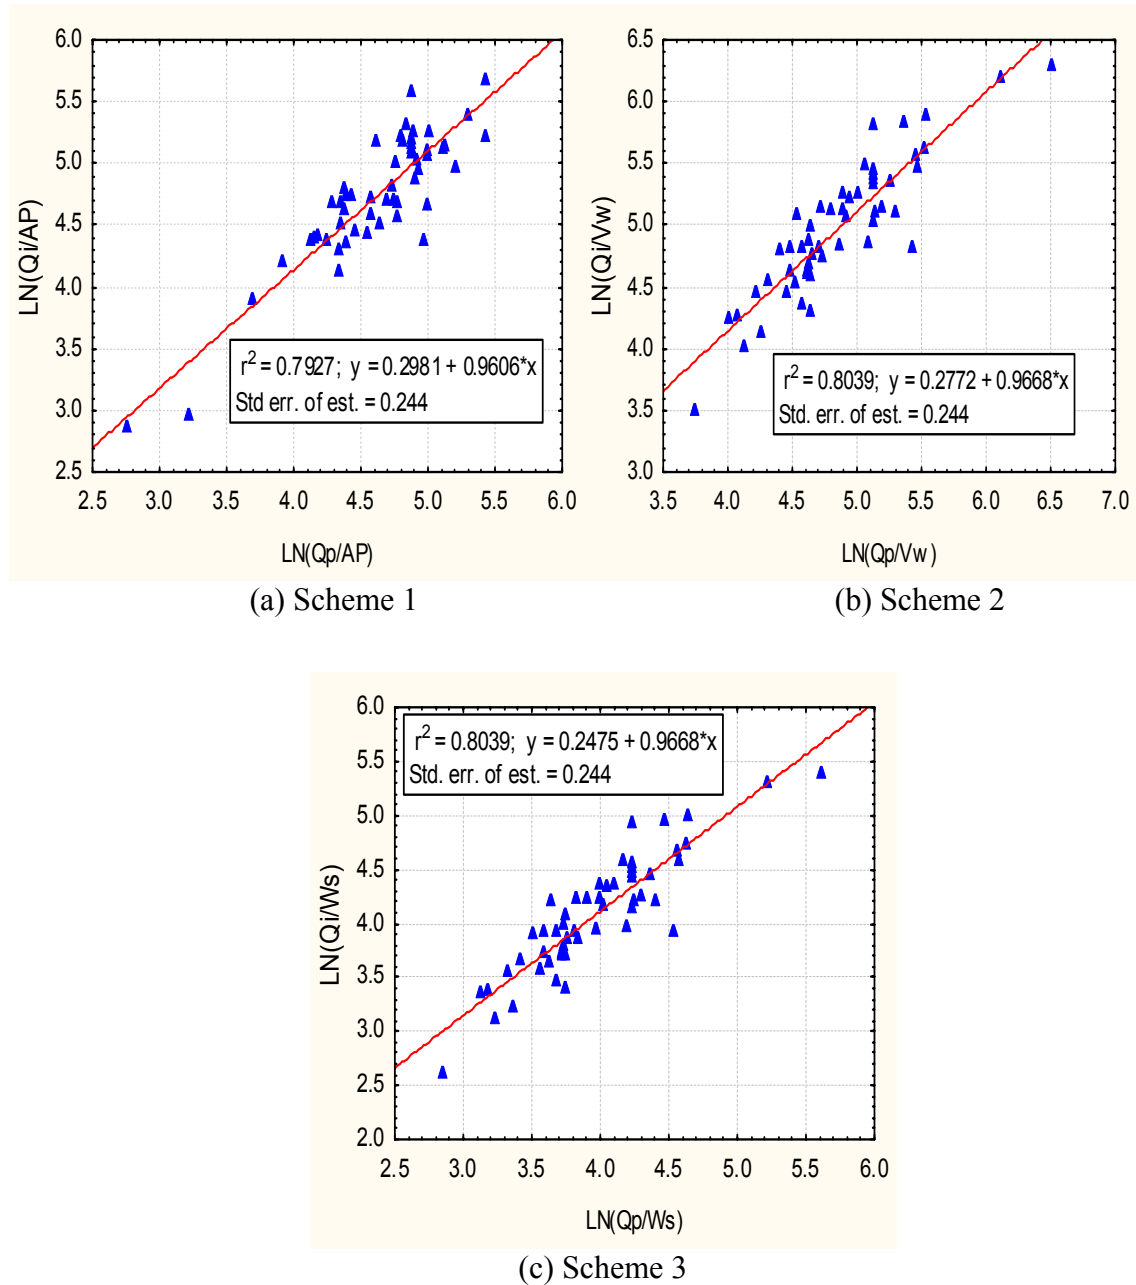 6.0
5.5
5.0
4.5
4.0
3.5
3.0
2.5
LN(Qi/AP)
r² = 0.7927; y = 0.2981 + 0.9606*x
Std err. of est. = 0.244
2.5 3.0 3.5 4.0 4.5 5.0 5.5 6.0
LN(Qp/AP)
(a) Scheme 1
6.5
6.0
5.5
5.0
4.5
4.0
3.5
3.0
LN(Qi/Vw)
r² = 0.8039; y = 0.2772 + 0.9668*x
Std. err. of est. = 0.244
3.5 4.0 4.5 5.0 5.5 6.0 6.5 7.0
LN(Qp/Vw)
(b) Scheme 2
6.0
5.5
5.0
4.5
4.0
3.5
3.0
2.5
2.0
LN(Qi/Ws)
r² = 0.8039; y = 0.2475 + 0.9668*x
Std. err. of est. = 0.244
2.5 3.0 3.5 4.0 4.5 5.0 5.5 6.0
LN(Qp/Ws)
(c) Scheme 3